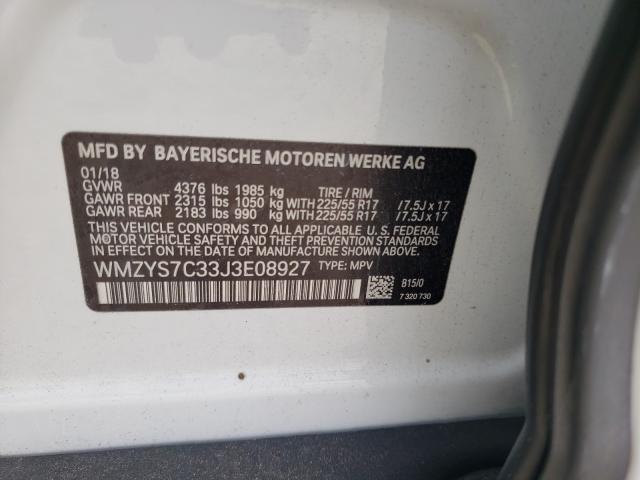 MFD BY BAYERISCHE MOTOREN WERKE AG
01/18
GVWR 4376 lbs 1985 kg TIRE / RIM
GAWR FRONT 2315 lbs 1050 kg WITH 225/55 R17 /7.5J x 17
GAWR REAR 2183 lbs 990 kg WITH 225/55 R17 /7.5J x 17
THIS VEHICLE CONFORMS TO ALL APPLICABLE U.S. FEDERAL
MOTOR VEHICLE SAFETY, BUMPER, AND THEFT PREVENTION STANDARDS
IN EFFECT ON THE DATE OF MANUFACTURE SHOWN ABOVE.
WMZYS7C33J3E08927 TYPE: MPV
B15/0
7 320 730